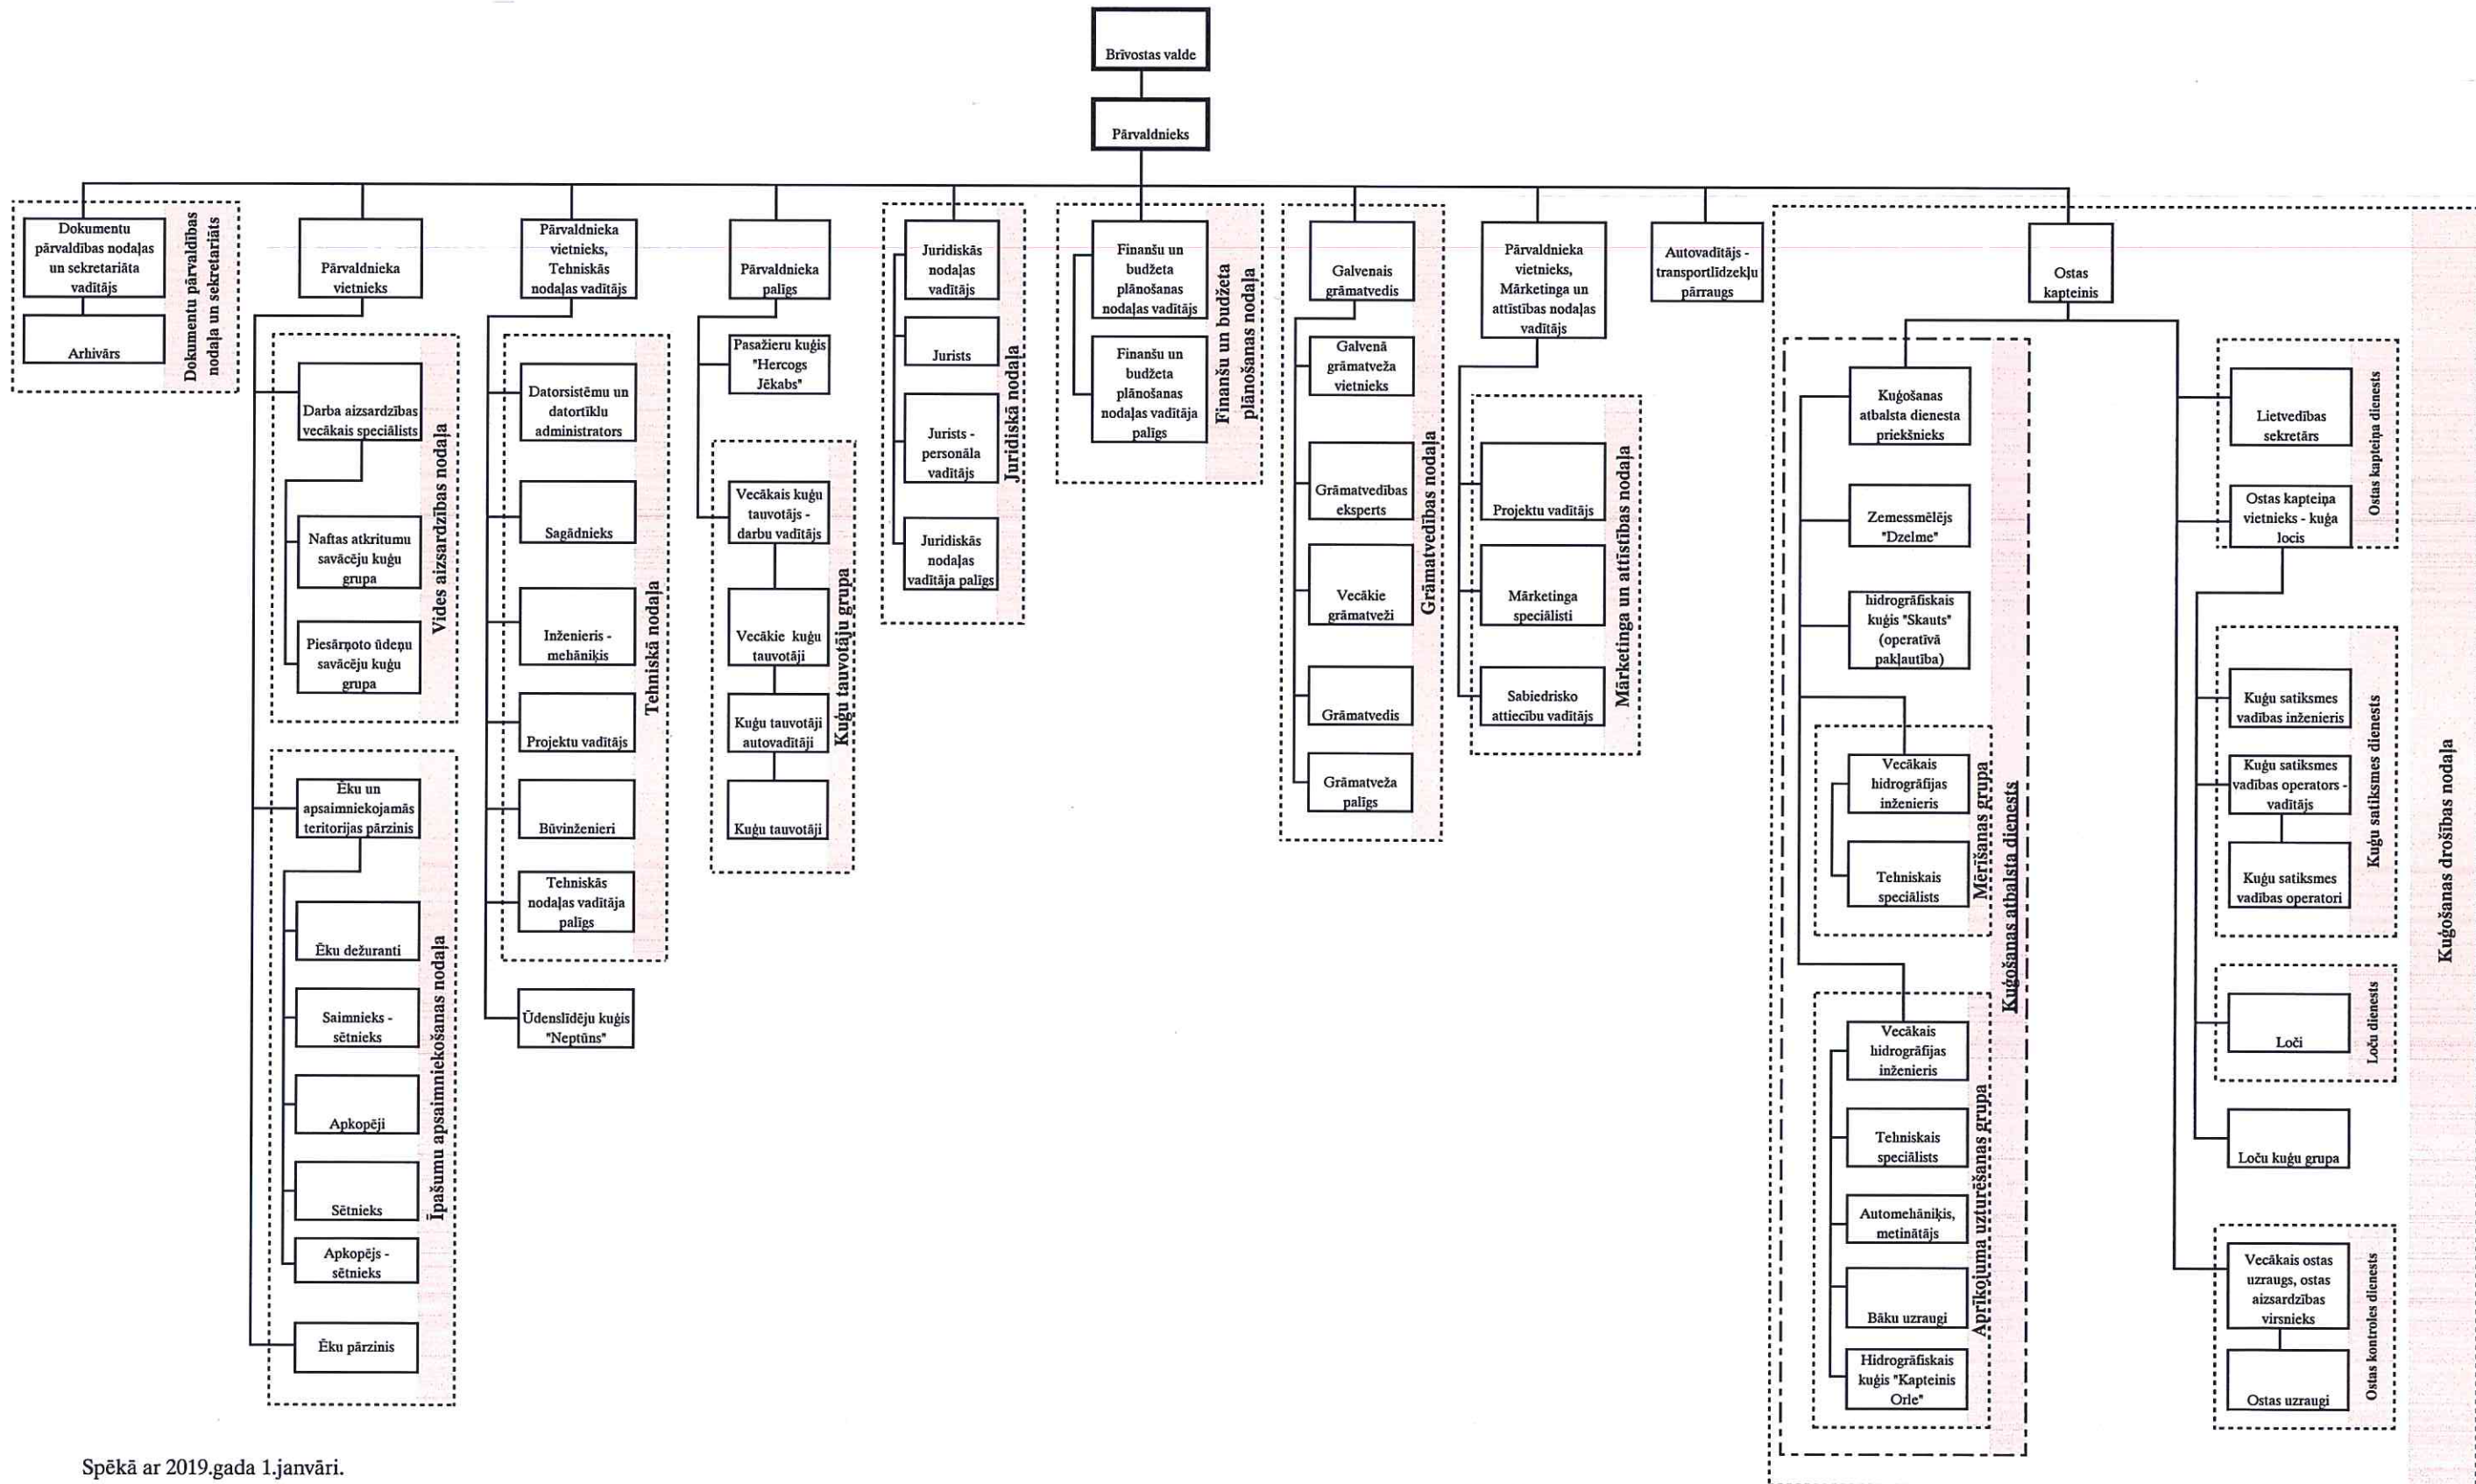 Brīvostas valde
Pārvaldnieks
Dokumentu
pārvaldības nodaļas
un sekretariāta
vadītājs
Arhivārs
Dokumentu pārvaldības
nodaļa un sekretariāts
Pārvaldnieka
vietnieks
Darba aizsardzības
vecākais speciālists
Naftas atkritumu
savācēju kuģu
grupa
Piesārņoto ūdeņu
savācēju kuģu
grupa
Vides aizsardzības nodaļa
Ēku un
apsaimniekojamās
teritorijas pārzinis
Ēku dežuranti
Saimnieks -
sētnieks
Apkopēji
Sētnieks
Apkopējs -
sētnieks
Ēku pārzinis
Īpašumu apsaimniekošanas nodaļa
Pārvaldnieka
vietnieks,
Tehniskās
nodaļas vadītājs
Datorsistēmu un
datortīklu
administrators
Sagādnieks
Inženieris -
mehāniķis
Projektu vadītājs
Būvinženieri
Tehniskās
nodaļas vadītāja
palīgs
Tehniskā nodaļa
Ūdenslīdēju kuģis
"Neptūns"
Pārvaldnieka
palīgs
Pasažieru kuģis
"Hercogs
Jēkabs"
Vecākais kuģu
tauvotājs -
darbu vadītājs
Vecākie kuģu
tauvotāji
Kuģu tauvotāji
autovadītāji
Kuģu tauvotāji
Kuģu tauvotāju grupa
Juridiskās
nodaļas
vadītājs
Jurists
Jurists -
personāla
vadītājs
Juridiskās
nodaļas
vadītāja palīgs
Juridiskā nodaļa
Finanšu un
budžeta
plānošanas
nodaļas vadītājs
Finanšu un
budžeta
plānošanas
nodaļas vadītāja
palīgs
Finanšu un budžeta
plānošanas nodaļa
Galvenais
grāmatvedis
Galvenā
grāmatveža
vietnieks
Grāmatvedības
eksperts
Vecākie
grāmatveži
Grāmatvedis
Grāmatveža
palīgs
Grāmatvedības nodaļa
Pārvaldnieka
vietnieks,
Mārketinga un
attīstības nodaļas
vadītājs
Projektu vadītājs
Mārketinga
speciālisti
Sabiedrisko
attiecību vadītājs
Mārketinga un attīstības nodaļa
Autovadītājs -
transportlīdzekļu
pārraugs
Ostas
kapteinis
Kuģošanas
atbalsta dienesta
priekšnieks
Zemessmēlējs
"Dzelme"
hidrogrāfiskais
kuģis "Skauts"
(operatīvā
pakļautība)
Vecākais
hidrogrāfijas
inženieris
Tehniskais
speciālists
Mērīšanas grupa
Vecākais
hidrogrāfijas
inženieris
Tehniskais
speciālists
Automehāniķis,
metinātājs
Bāku uzraugi
Hidrogrāfiskais
kuģis "Kapteinis
Orle"
Aprīkojuma uzturēšanas grupa
Kuģošanas atbalsta dienests
Lietvedības
sekretārs
Ostas kapteiņa
vietnieks - kuģa
locis
Ostas kapteiņa dienests
Kuģu satiksmes
vadības inženieris
Kuģu satiksmes
vadības operators -
vadītājs
Kuģu satiksmes
vadības operatori
Kuģu satiksmes dienests
Loči
Loču dienests
Loču kuģu grupa
Vecākais ostas
uzraugs, ostas
aizsardzības
virsnieks
Ostas uzraugi
Ostas kontroles dienests
Kuģošanas drošības nodaļa
Spēkā ar 2019.gada 1.janvāri.